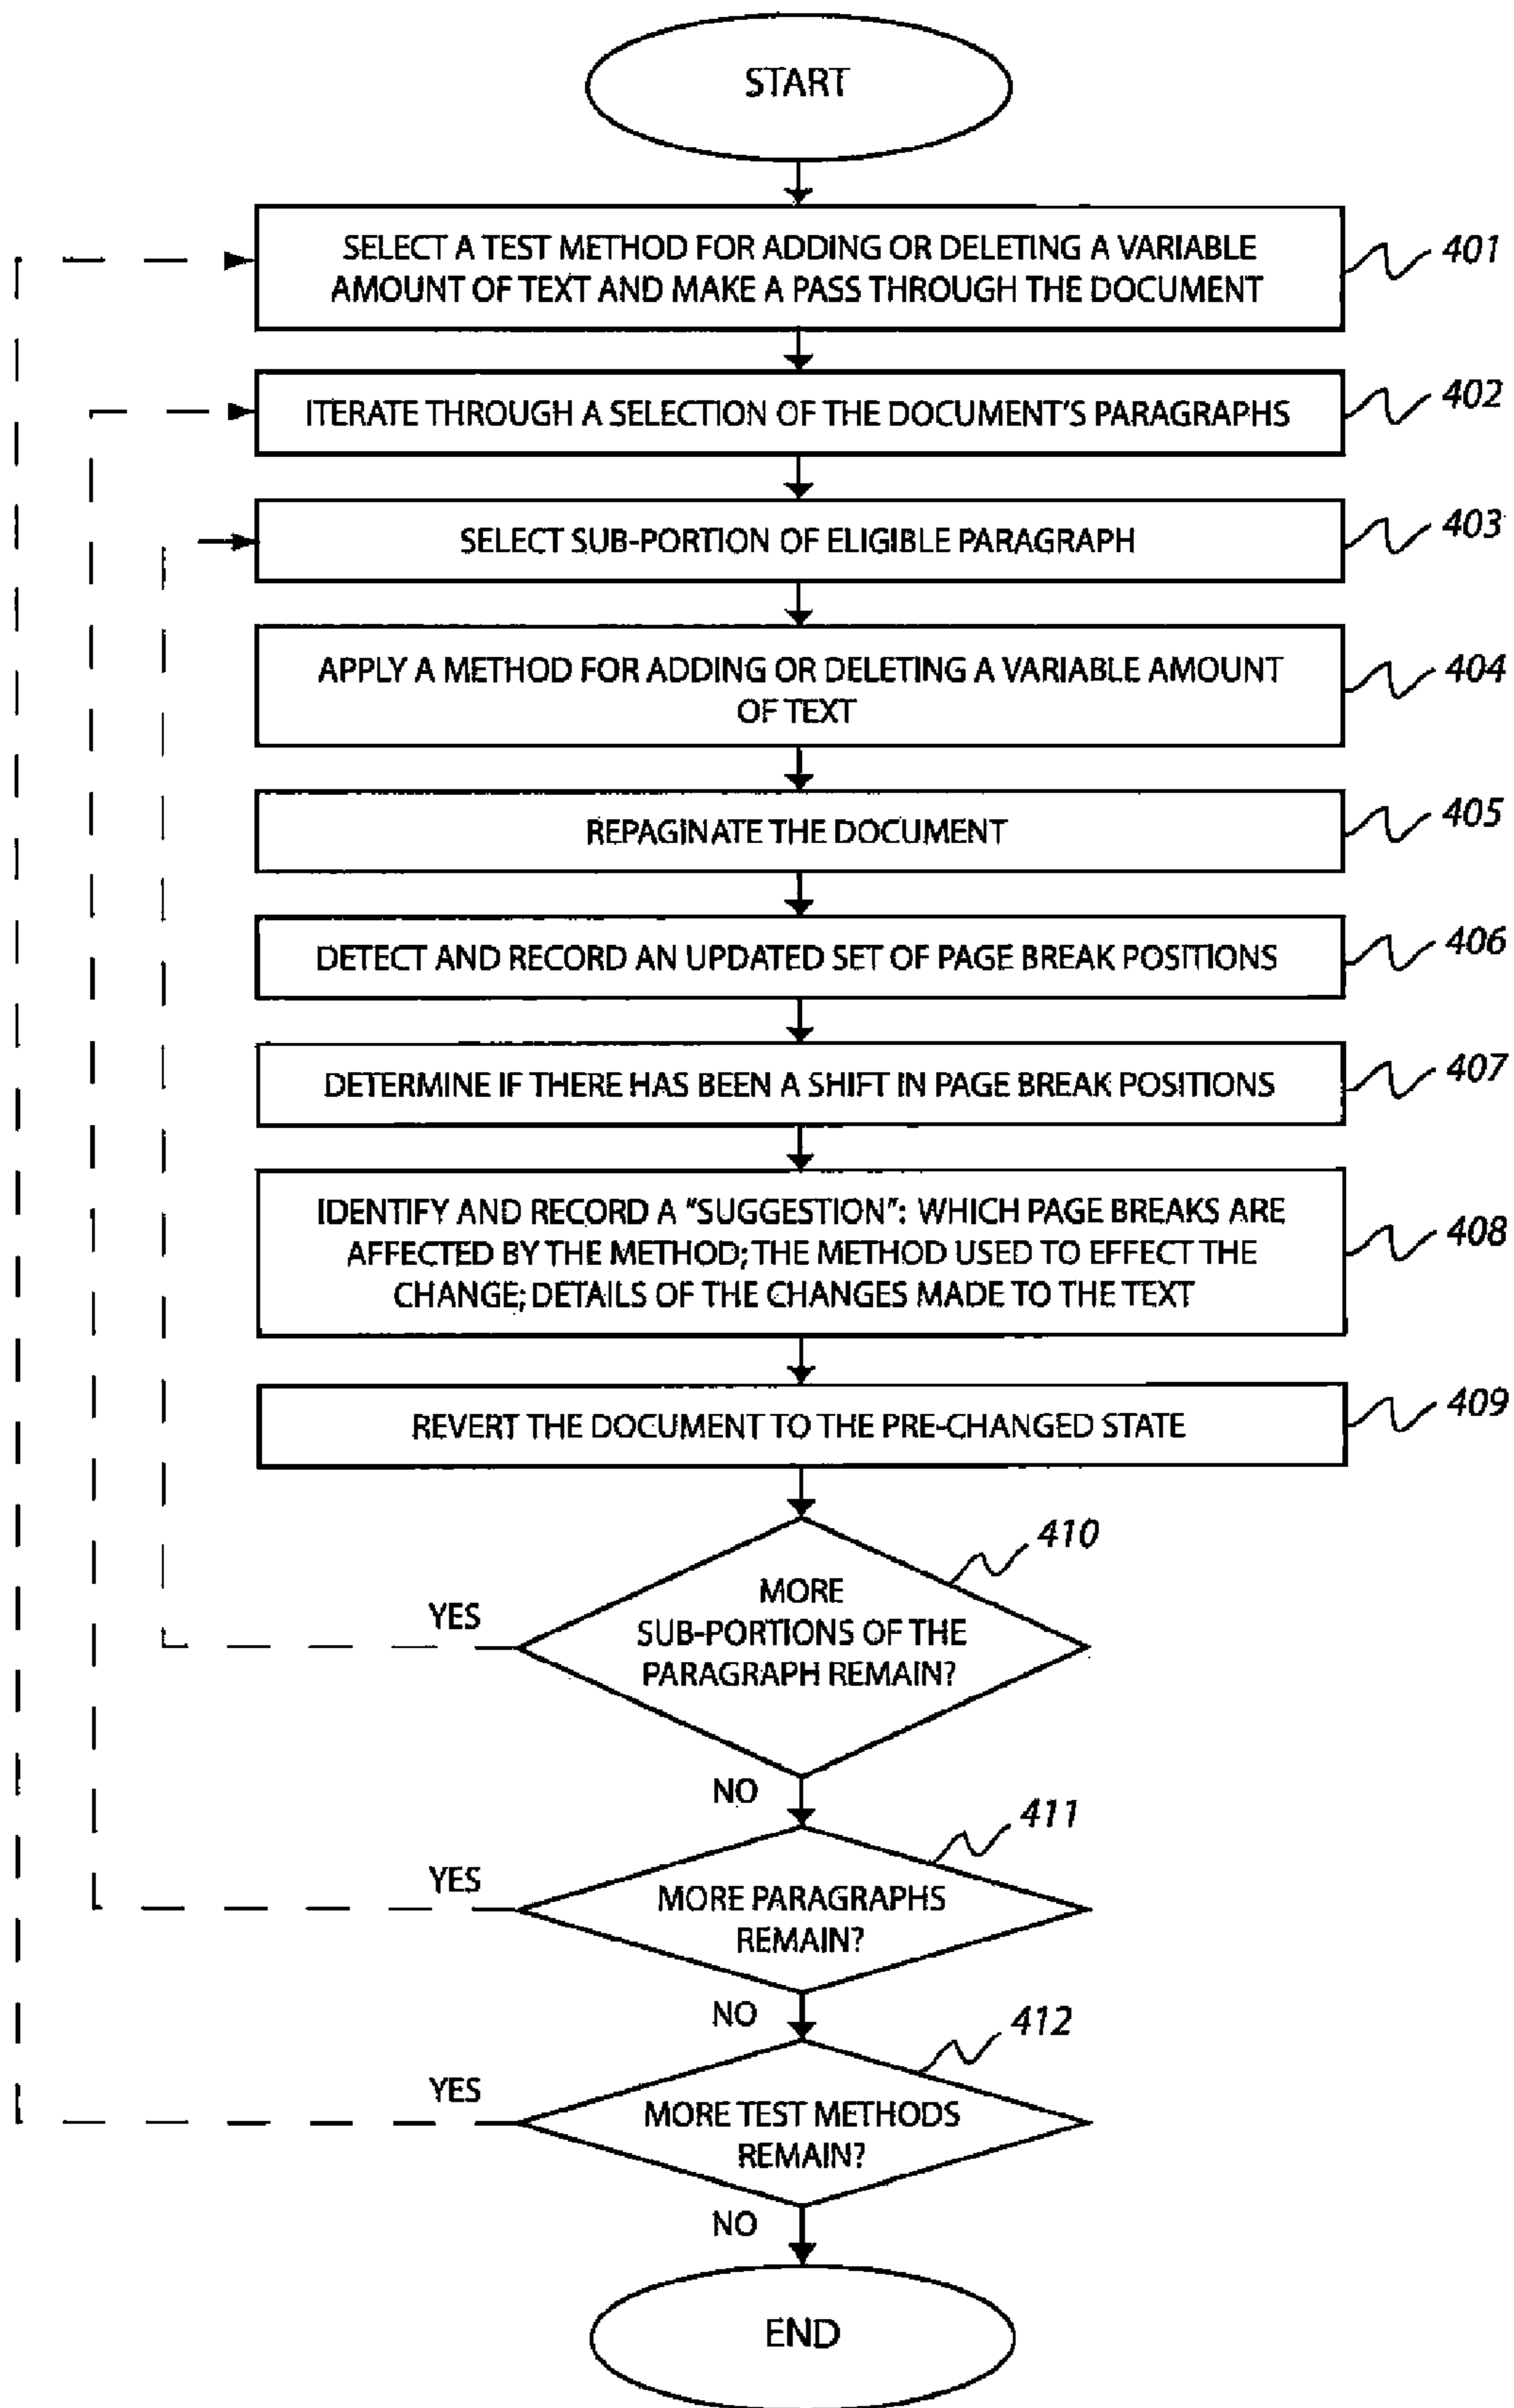 START
SELECT A TEST METHOD FOR ADDING OR DELETING A VARIABLE
AMOUNT OF TEXT AND MAKE A PASS THROUGH THE DOCUMENT
401
ITERATE THROUGH A SELECTION OF THE DOCUMENT'S PARAGRAPHS
402
SELECT SUB-PORTION OF ELIGIBLE PARAGRAPH
403
APPLY A METHOD FOR ADDING OR DELETING A VARIABLE AMOUNT
OF TEXT
404
REPAGINATE THE DOCUMENT
405
DETECT AND RECORD AN UPDATED SET OF PAGE BREAK POSITIONS
406
DETERMINE IF THERE HAS BEEN A SHIFT IN PAGE BREAK POSITIONS
407
IDENTIFY AND RECORD A "SUGGESTION": WHICH PAGE BREAKS ARE
AFFECTED BY THE METHOD; THE METHOD USED TO EFFECT THE
CHANGE; DETAILS OF THE CHANGES MADE TO THE TEXT
408
REVERT THE DOCUMENT TO THE PRE-CHANGED STATE
409
410
MORE
SUB-PORTIONS OF THE
PARAGRAPH REMAIN?
YES
NO
411
MORE PARAGRAPHS
REMAIN?
YES
NO
412
MORE TEST METHODS
REMAIN?
YES
NO
END